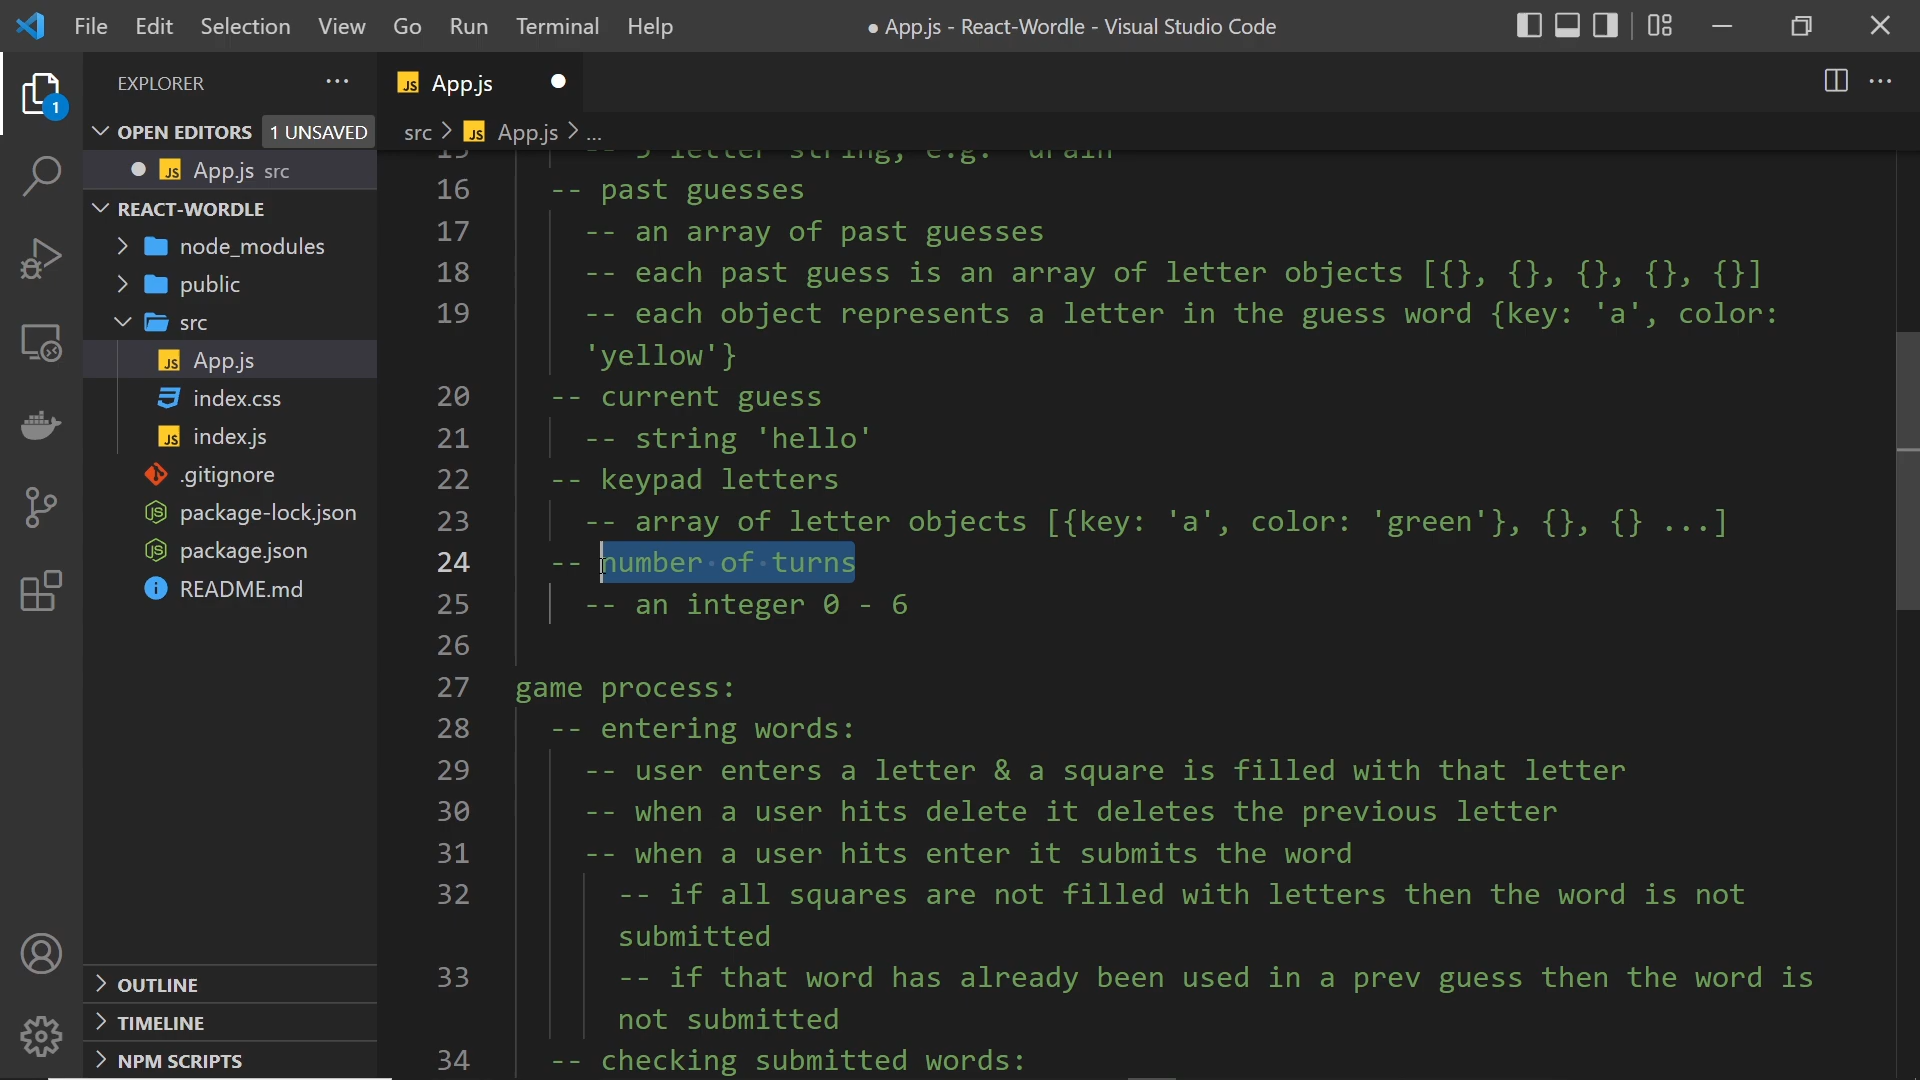 File Edit Selection View Go Run Terminal Help
● App.js - React-Wordle - Visual Studio Code
EXPLORER
OPEN EDITORS 1 UNSAVED
App.js src
REACT-WORDLE
node_modules
public
src
App.js
index.css
index.js
.gitignore
package-lock.json
package.json
README.md
OUTLINE
TIMELINE
NPM SCRIPTS
1
JS App.js
src > JS App.js > ...
15 -- 5 letter string, e.g. 'drain'
16 -- past guesses
17 -- an array of past guesses
18 -- each past guess is an array of letter objects [{}, {}, {}, {}, {}]
19 -- each object represents a letter in the guess word {key: 'a', color:
'yellow'}
20 -- current guess
21 -- string 'hello'
22 -- keypad letters
23 -- array of letter objects [{key: 'a', color: 'green'}, {}, {} ...]
24 -- number of turns
25 -- an integer 0 - 6
26
27 game process:
28 -- entering words:
29 -- user enters a letter & a square is filled with that letter
30 -- when a user hits delete it deletes the previous letter
31 -- when a user hits enter it submits the word
32 -- if all squares are not filled with letters then the word is not
submitted
33 -- if that word has already been used in a prev guess then the word is
not submitted
34 -- checking submitted words: